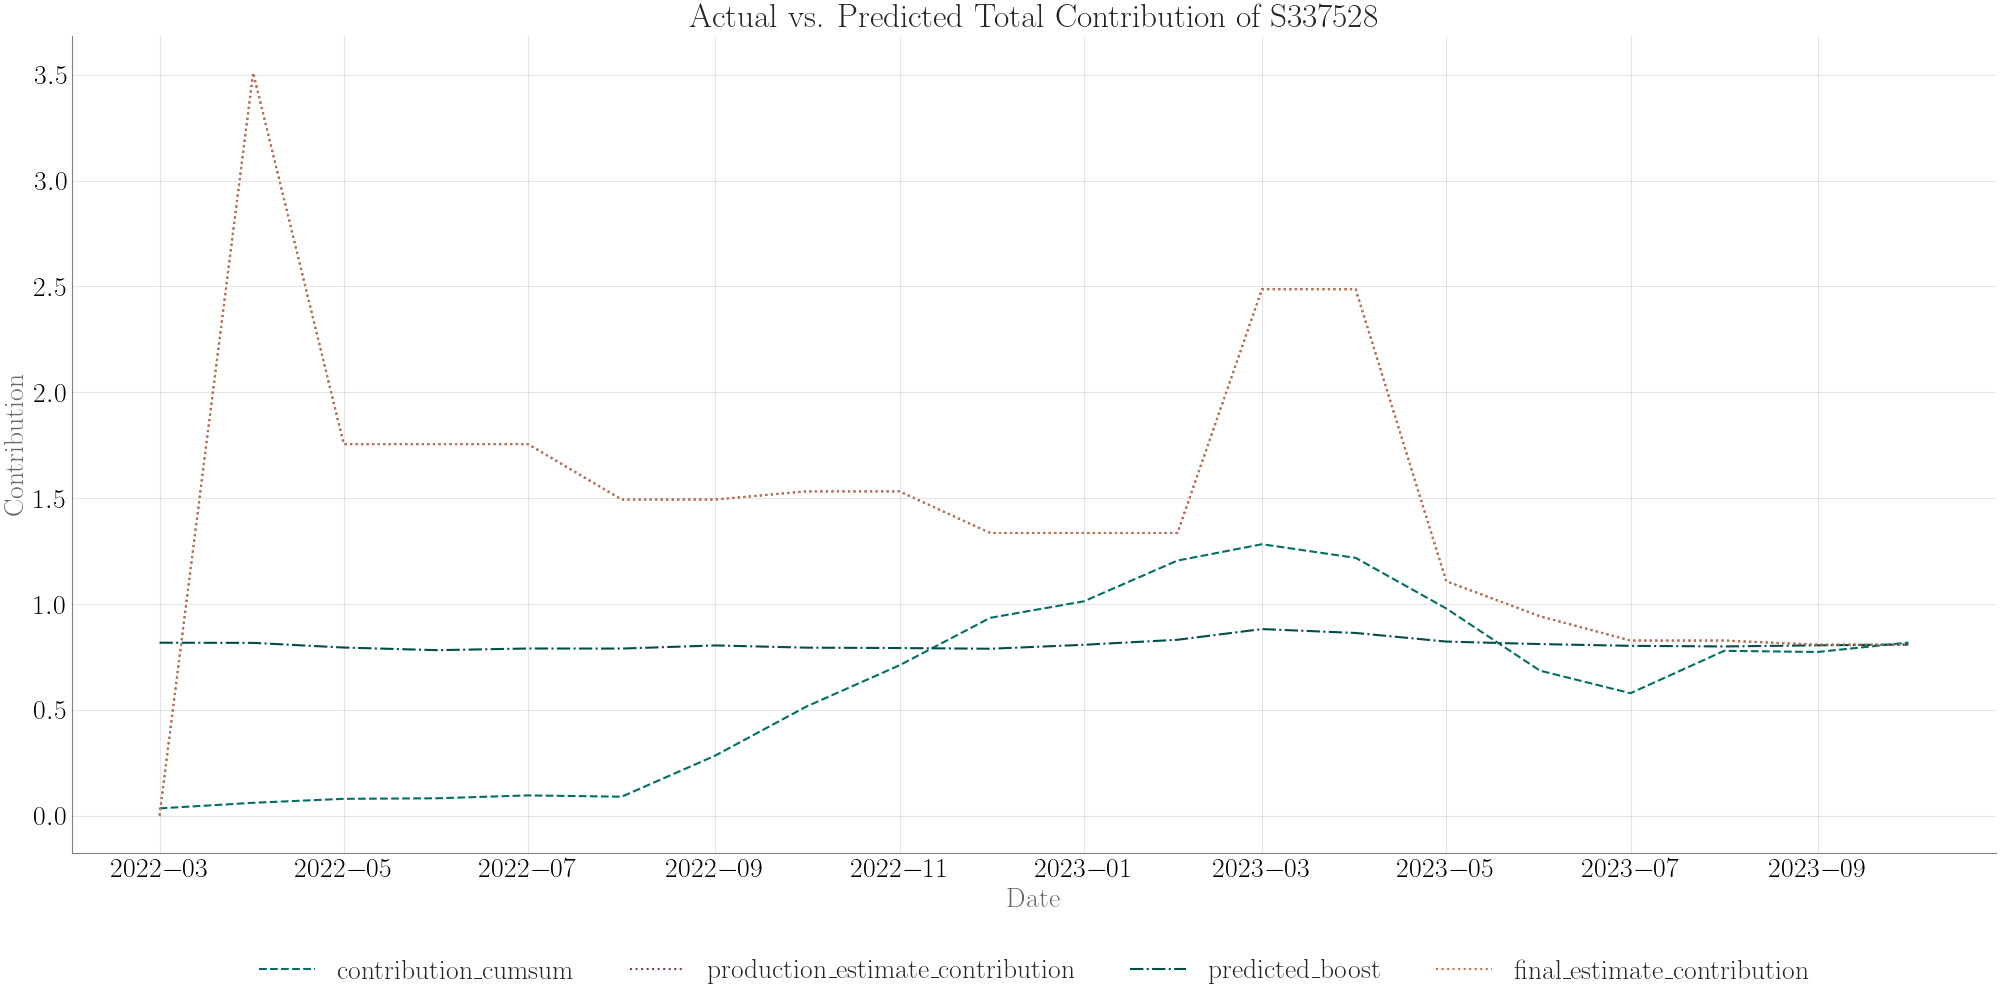 Actual vs. Predicted Total Contribution of S337528
3.5
3.0
2.5
2.0
1.5
1.0
0.5
0.0
Contribution
2022−03 2022−05 2022−07 2022−09 2022−11 2023−01 2023−03 2023−05 2023−07 2023−09
Date
contribution_cumsum production_estimate_contribution predicted_boost final_estimate_contribution